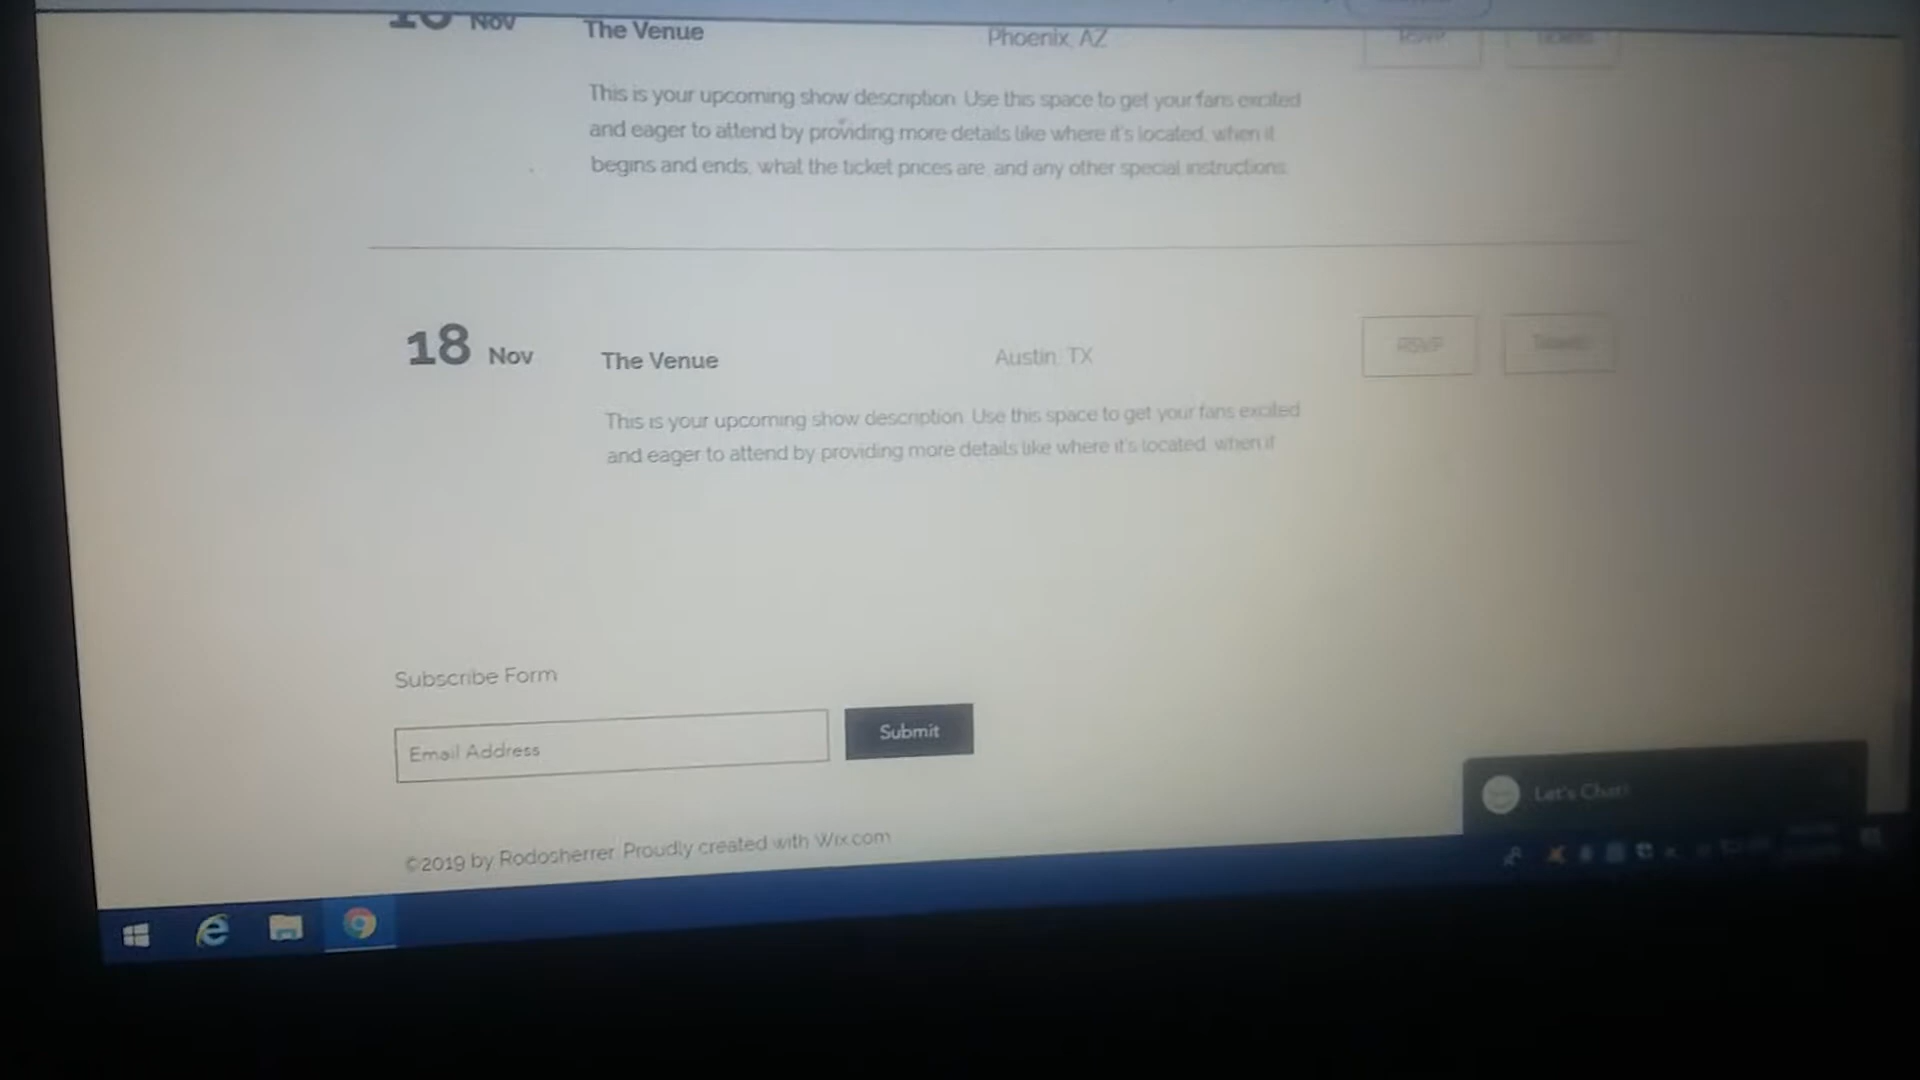 Nov The Venue Phoenix, AZ
This is your upcoming show description. Use this space to get your fans excited
and eager to attend by providing more details like where it's located, when it
begins and ends, what the ticket prices are, and any other special instructions.
18 Nov The Venue Austin, TX RSVP Tickets
This is your upcoming show description. Use this space to get your fans excited
and eager to attend by providing more details like where it's located, when it
Subscribe Form
Email Address Submit
Let's Chat!
©2019 by Rodosherrer. Proudly created with Wix.com